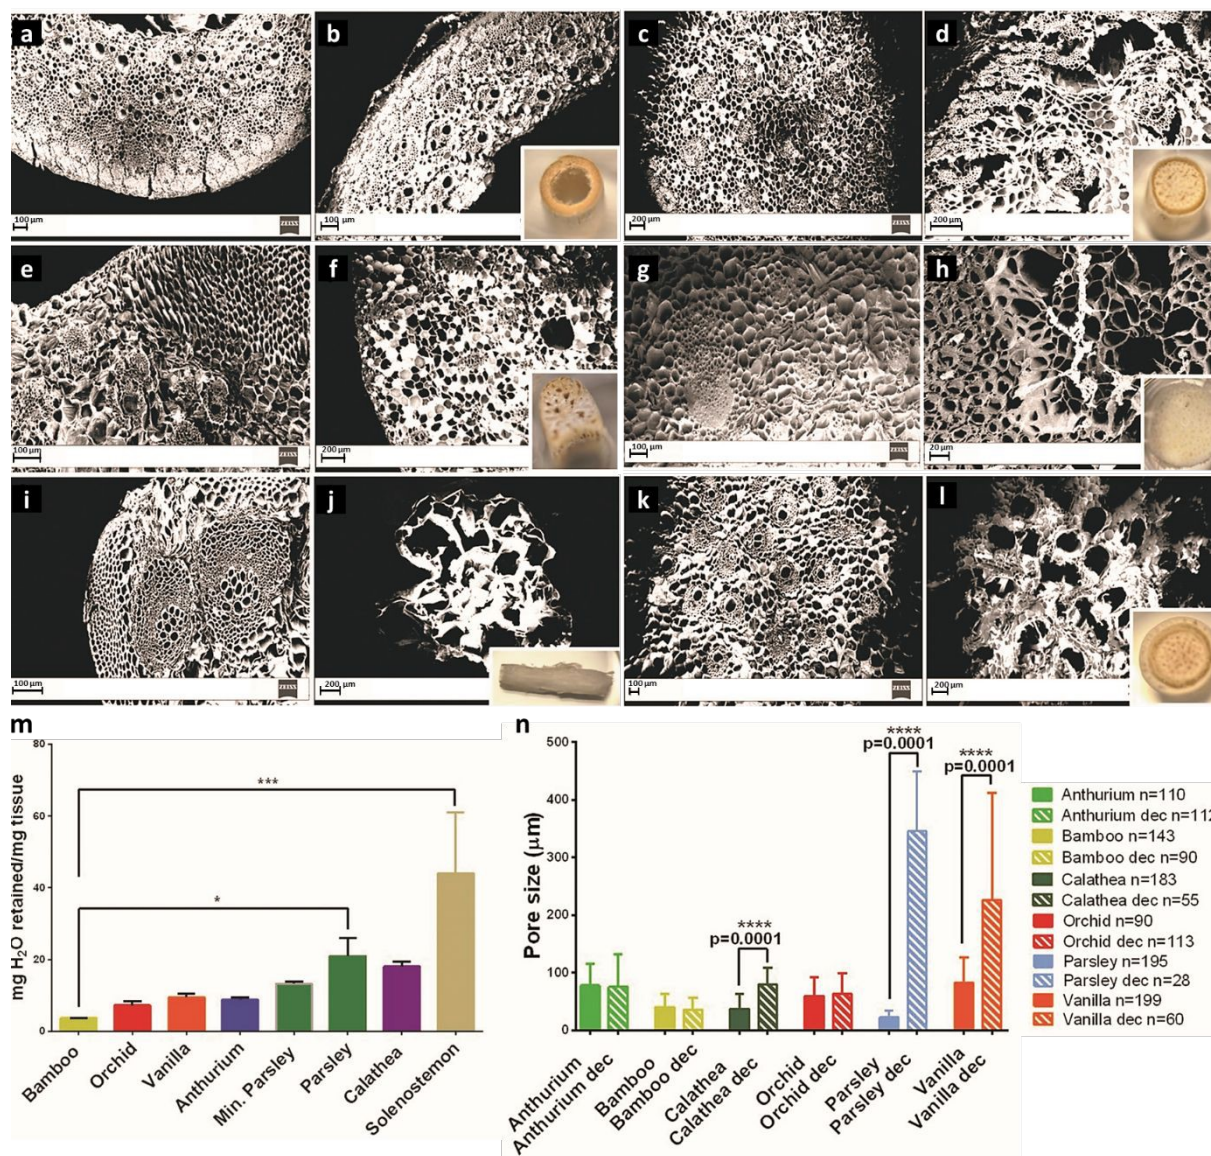 a
b
c
d
100 µm
ZEISS
100 µm
200 µm
200 µm
e
f
g
h
100 µm
ZEISS
200 µm
100 µm
ZEISS
20 µm
i
j
k
l
100 µm
ZEISS
200 µm
100 µm
ZEISS
200 µm
m
mg H₂O retained/mg tissue
80
60
40
20
0
***
*
Bamboo
Orchid
Vanilla
Anthurium
Min. Parsley
Parsley
Calathea
Solenostemon
n
Pore size (µm)
500
400
300
200
100
0
****
p=0.0001
****
p=0.0001
****
p=0.0001
Anthurium
Anthurium dec
Bamboo
Bamboo dec
Calathea
Calathea dec
Orchid
Orchid dec
Parsley
Parsley dec
Vanilla
Vanilla dec
Anthurium n=110
Anthurium dec n=112
Bamboo n=143
Bamboo dec n=90
Calathea n=183
Calathea dec n=55
Orchid n=90
Orchid dec n=113
Parsley n=195
Parsley dec n=28
Vanilla n=199
Vanilla dec n=60